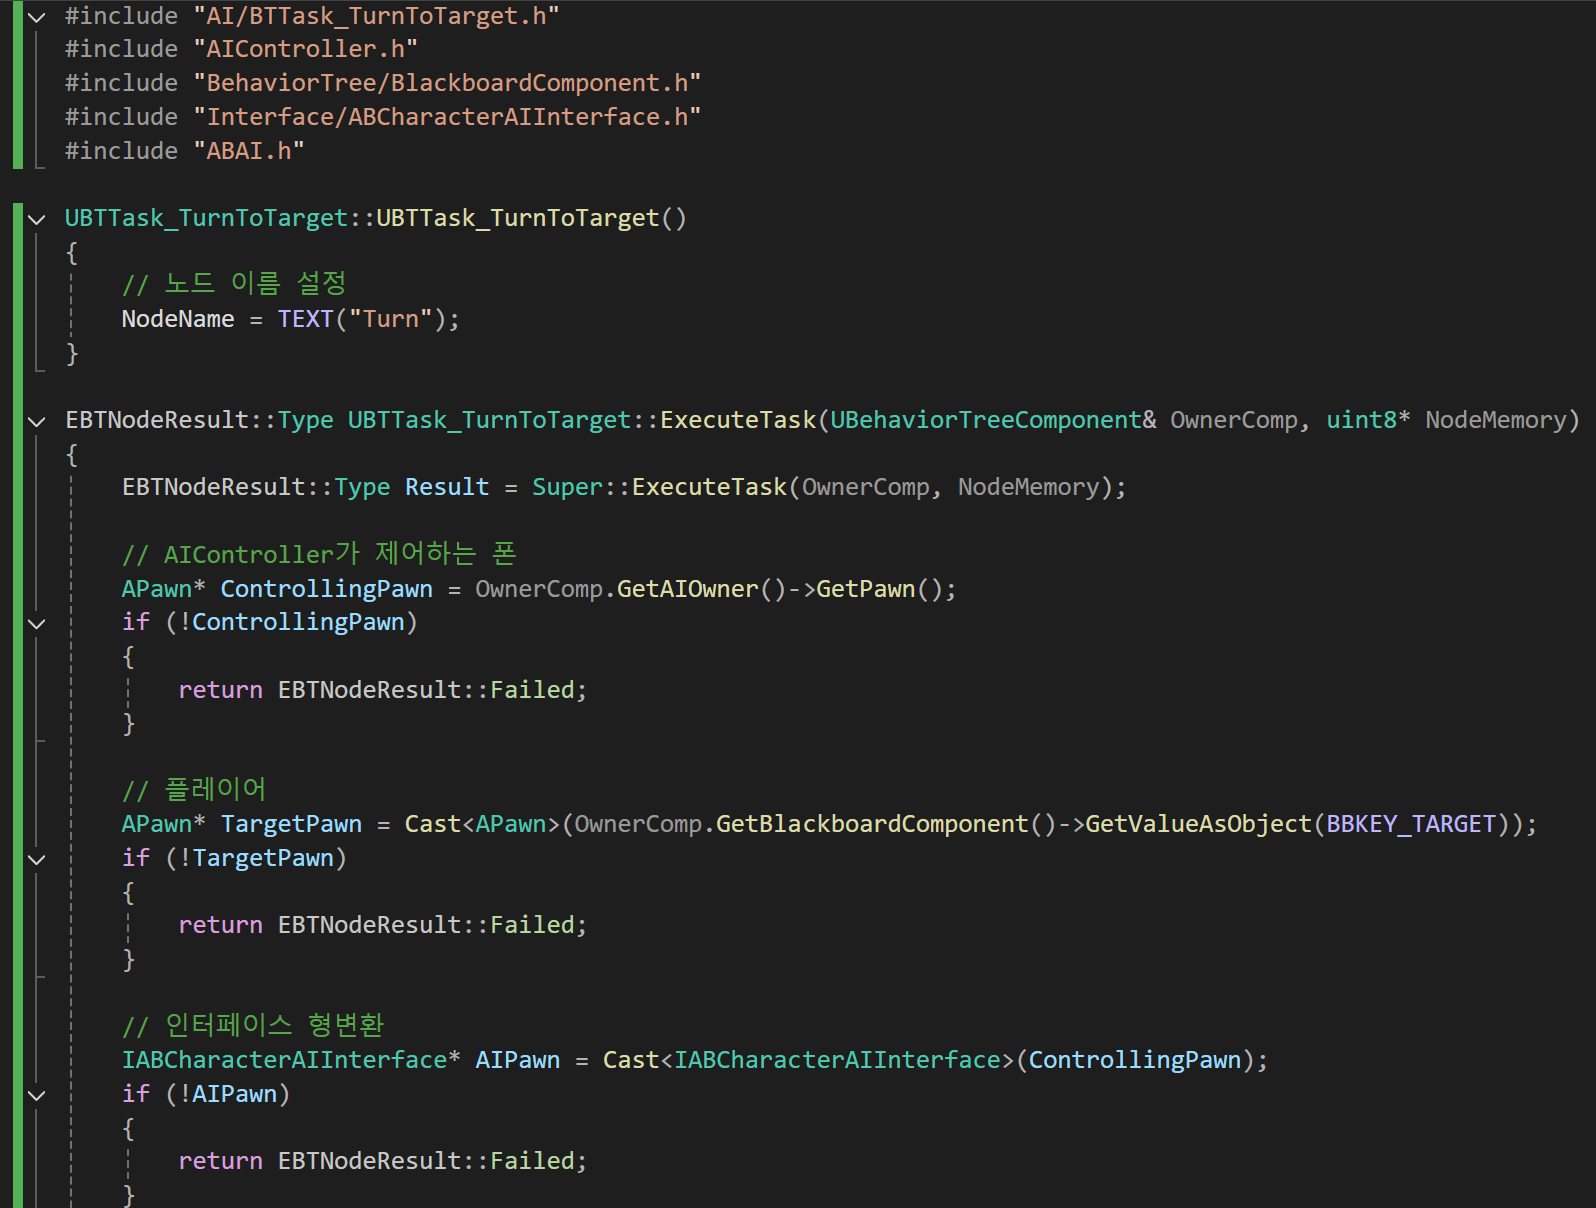 #include "AI/BTTask_TurnToTarget.h"
#include "AIController.h"
#include "BehaviorTree/BlackboardComponent.h"
#include "Interface/ABCharacterAIInterface.h"
#include "ABAI.h"
UBTTask_TurnToTarget::UBTTask_TurnToTarget()
{
// 노드 이름 설정
NodeName = TEXT("Turn");
}
EBTNodeResult::Type UBTTask_TurnToTarget::ExecuteTask(UBehaviorTreeComponent& OwnerComp, uint8* NodeMemory)
{
EBTNodeResult::Type Result = Super::ExecuteTask(OwnerComp, NodeMemory);
// AIController가 제어하는 폰
APawn* ControllingPawn = OwnerComp.GetAIOwner()->GetPawn();
if (!ControllingPawn)
{
return EBTNodeResult::Failed;
}
// 플레이어
APawn* TargetPawn = Cast<APawn>(OwnerComp.GetBlackboardComponent()->GetValueAsObject(BBKEY_TARGET));
if (!TargetPawn)
{
return EBTNodeResult::Failed;
}
// 인터페이스 형변환
IABCharacterAIInterface* AIPawn = Cast<IABCharacterAIInterface>(ControllingPawn);
if (!AIPawn)
{
return EBTNodeResult::Failed;
}